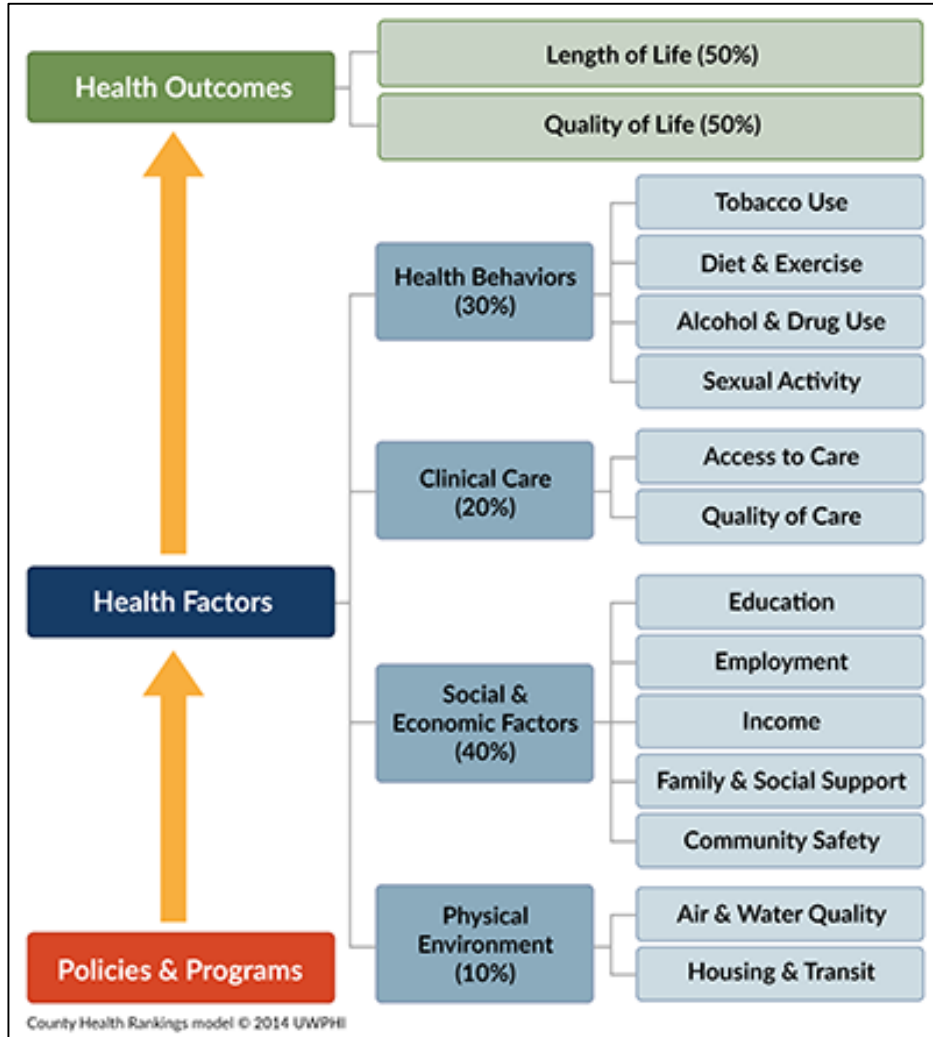 Health Outcomes
Length of Life (50%)
Quality of Life (50%)
Health Factors
Health Behaviors
(30%)
Tobacco Use
Diet & Exercise
Alcohol & Drug Use
Sexual Activity
Clinical Care
(20%)
Access to Care
Quality of Care
Social &
Economic Factors
(40%)
Education
Employment
Income
Family & Social Support
Community Safety
Physical
Environment
(10%)
Air & Water Quality
Housing & Transit
Policies & Programs
County Health Rankings model © 2014 UWPHI